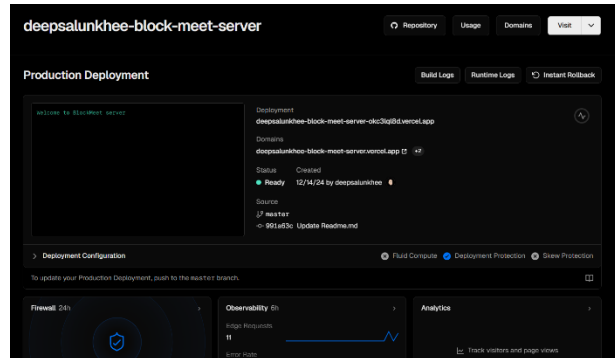 deepsalunkhee-block-meet-server
Repository
Usage
Domains
Visit
Production Deployment
Build Logs
Runtime Logs
Instant Rollback
Welcome to BlockMeet server
Deployment
deepsalunkhee-block-meet-server-okc3lql8d.vercel.app
Domains
deepsalunkhee-block-meet-server.vercel.app +2
Status Created
Ready 12/14/24 by deepsalunkhee
Source
master
991a63c Update Readme.md
Deployment Configuration
Fluid Compute
Deployment Protection
Skew Protection
To update your Production Deployment, push to the master branch.
Firewall 24h
Observability 6h
Edge Requests
11
Error Rate
Analytics
Track visitors and page views